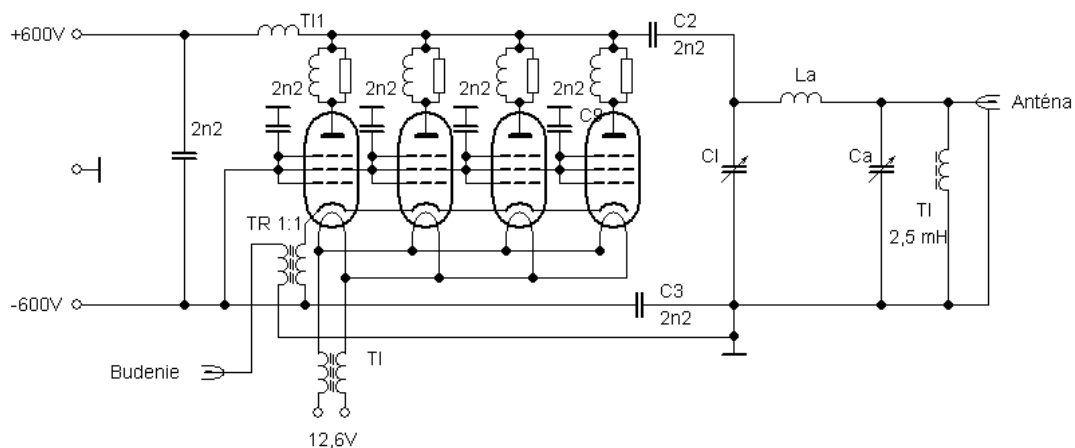 +600V
Tl1
C2
2n2
La
Anténa
2n2
2n2
2n2
2n2
C9
2n2
Cl
Ca
Tl
2,5 mH
TR 1:1
-600V
C3
2n2
Budenie
Tl
12,6V